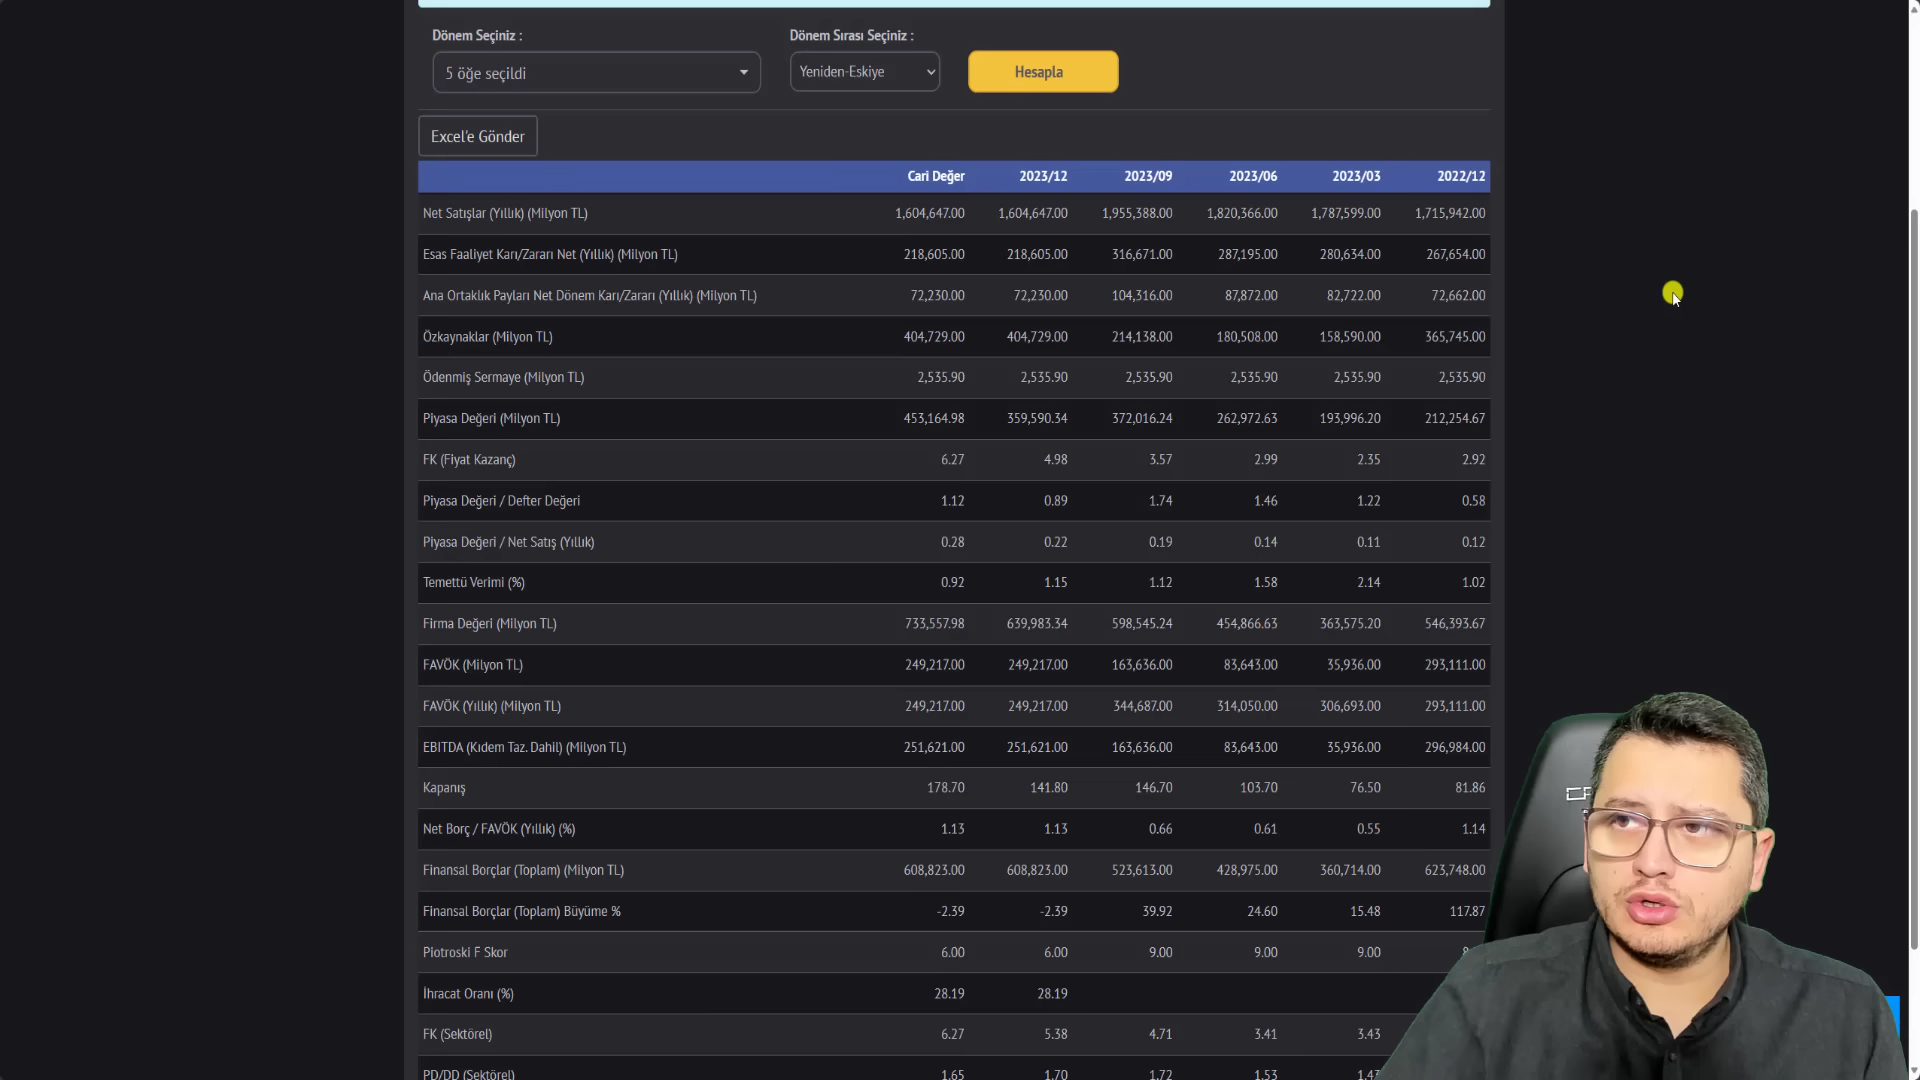 Dönem Seçiniz :
Dönem Sırası Seçiniz :
5 öğe seçildi
Yeniden-Eskiye
Hesapla
Excel'e Gönder
Cari Değer 2023/12 2023/09 2023/06 2023/03 2022/12
Net Satışlar (Yıllık) (Milyon TL) 1,604,647.00 1,604,647.00 1,955,388.00 1,820,366.00 1,787,599.00 1,715,942.00
Esas Faaliyet Karı/Zararı Net (Yıllık) (Milyon TL) 218,605.00 218,605.00 316,671.00 287,195.00 280,634.00 267,654.00
Ana Ortaklık Payları Net Dönem Karı/Zararı (Yıllık) (Milyon TL) 72,230.00 72,230.00 104,316.00 87,872.00 82,722.00 72,662.00
Özkaynaklar (Milyon TL) 404,729.00 404,729.00 214,138.00 180,508.00 158,590.00 365,745.00
Ödenmiş Sermaye (Milyon TL) 2,535.90 2,535.90 2,535.90 2,535.90 2,535.90 2,535.90
Piyasa Değeri (Milyon TL) 453,164.98 359,590.34 372,016.24 262,972.63 193,996.20 212,254.67
FK (Fiyat Kazanç) 6.27 4.98 3.57 2.99 2.35 2.92
Piyasa Değeri / Defter Değeri 1.12 0.89 1.74 1.46 1.22 0.58
Piyasa Değeri / Net Satış (Yıllık) 0.28 0.22 0.19 0.14 0.11 0.12
Temettü Verimi (%) 0.92 1.15 1.12 1.58 2.14 1.02
Firma Değeri (Milyon TL) 733,557.98 639,983.34 598,545.24 454,866.63 363,575.20 546,393.67
FAVÖK (Milyon TL) 249,217.00 249,217.00 163,636.00 83,643.00 35,936.00 293,111.00
FAVÖK (Yıllık) (Milyon TL) 249,217.00 249,217.00 344,687.00 314,050.00 306,693.00 293,111.00
EBITDA (Kıdem Taz. Dahil) (Milyon TL) 251,621.00 251,621.00 163,636.00 83,643.00 35,936.00 296,984.00
Kapanış 178.70 141.80 146.70 103.70 76.50 81.86
Net Borç / FAVÖK (Yıllık) (%) 1.13 1.13 0.66 0.61 0.55 1.14
Finansal Borçlar (Toplam) (Milyon TL) 608,823.00 608,823.00 523,613.00 428,975.00 360,714.00 623,748.00
Finansal Borçlar (Toplam) Büyüme % -2.39 -2.39 39.92 24.60 15.48 117.87
Piotroski F Skor 6.00 6.00 9.00 9.00 9.00
İhracat Oranı (%) 28.19 28.19
FK (Sektörel) 6.27 5.38 4.71 3.41 3.43
PD/DD (Sektörel) 1.65 1.70 1.72 1.53 1.47